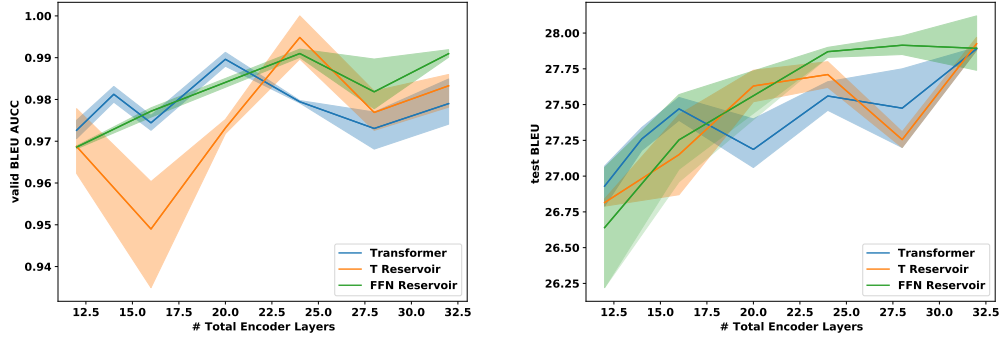 1.00
0.99
0.98
0.97
0.96
0.95
0.94
valid BLEU AUCC
12.5 15.0 17.5 20.0 22.5 25.0 27.5 30.0 32.5
# Total Encoder Layers
Transformer
T Reservoir
FFN Reservoir
28.00
27.75
27.50
27.25
27.00
26.75
26.50
26.25
test BLEU
12.5 15.0 17.5 20.0 22.5 25.0 27.5 30.0 32.5
# Total Encoder Layers
Transformer
T Reservoir
FFN Reservoir